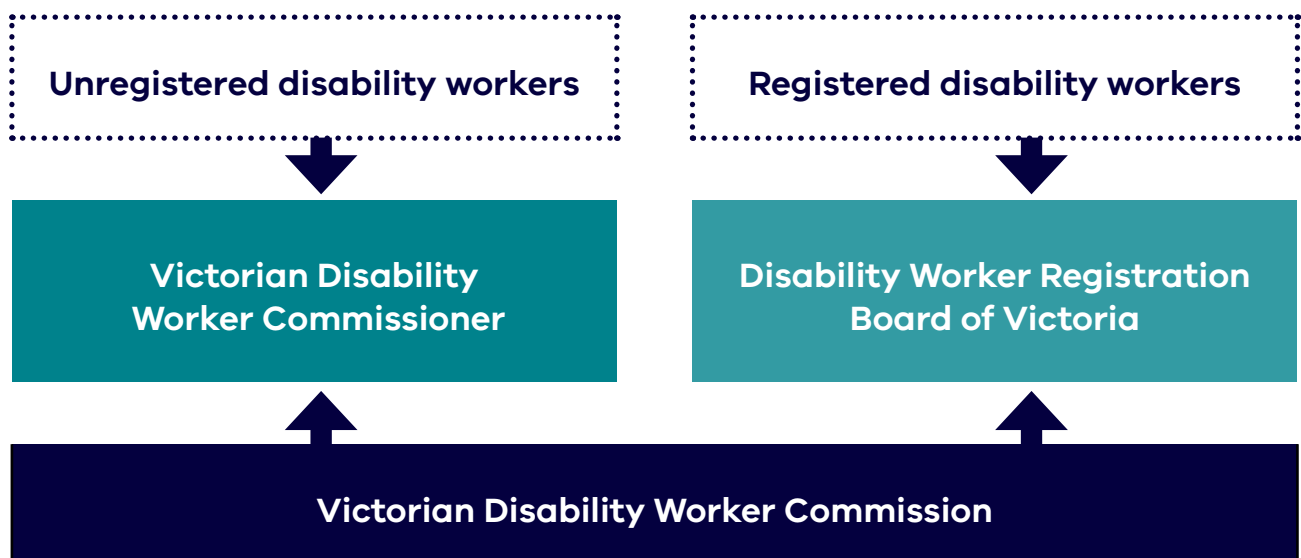 Unregistered disability workers
Registered disability workers
Victorian Disability
Worker Commissioner
Disability Worker Registration
Board of Victoria
Victorian Disability Worker Commission